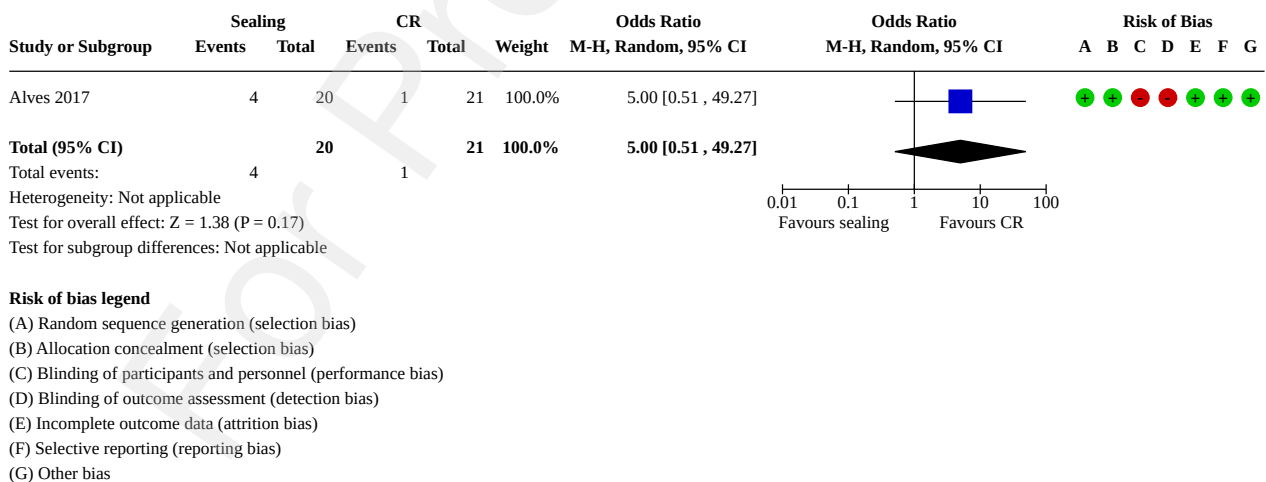 Sealing CR Odds Ratio Odds Ratio Risk of Bias
Study or Subgroup Events Total Events Total Weight M-H, Random, 95% CI M-H, Random, 95% CI A B C D E F G
Alves 2017 4 20 1 21 100.0% 5.00 [0.51 , 49.27] + + - - + + +
Total (95% CI) 20 21 100.0% 5.00 [0.51 , 49.27]
Total events: 4 1
Heterogeneity: Not applicable 0.01 0.1 1 10 100
Test for overall effect: Z = 1.38 (P = 0.17) Favours sealing Favours CR
Test for subgroup differences: Not applicable
Risk of bias legend
(A) Random sequence generation (selection bias)
(B) Allocation concealment (selection bias)
(C) Blinding of participants and personnel (performance bias)
(D) Blinding of outcome assessment (detection bias)
(E) Incomplete outcome data (attrition bias)
(F) Selective reporting (reporting bias)
(G) Other bias
For Pr